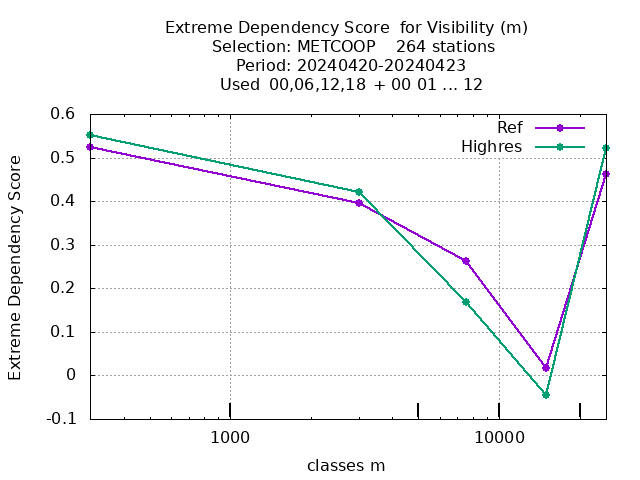 Extreme Dependency Score  for Visibility (m)
Selection: METCOOP    264 stations
Period: 20240420-20240423
Used  00,06,12,18 + 00 01 ... 12
Ref
Highres
Extreme Dependency Score
0.6
0.5
0.4
0.3
0.2
0.1
0
-0.1
1000
10000
classes m